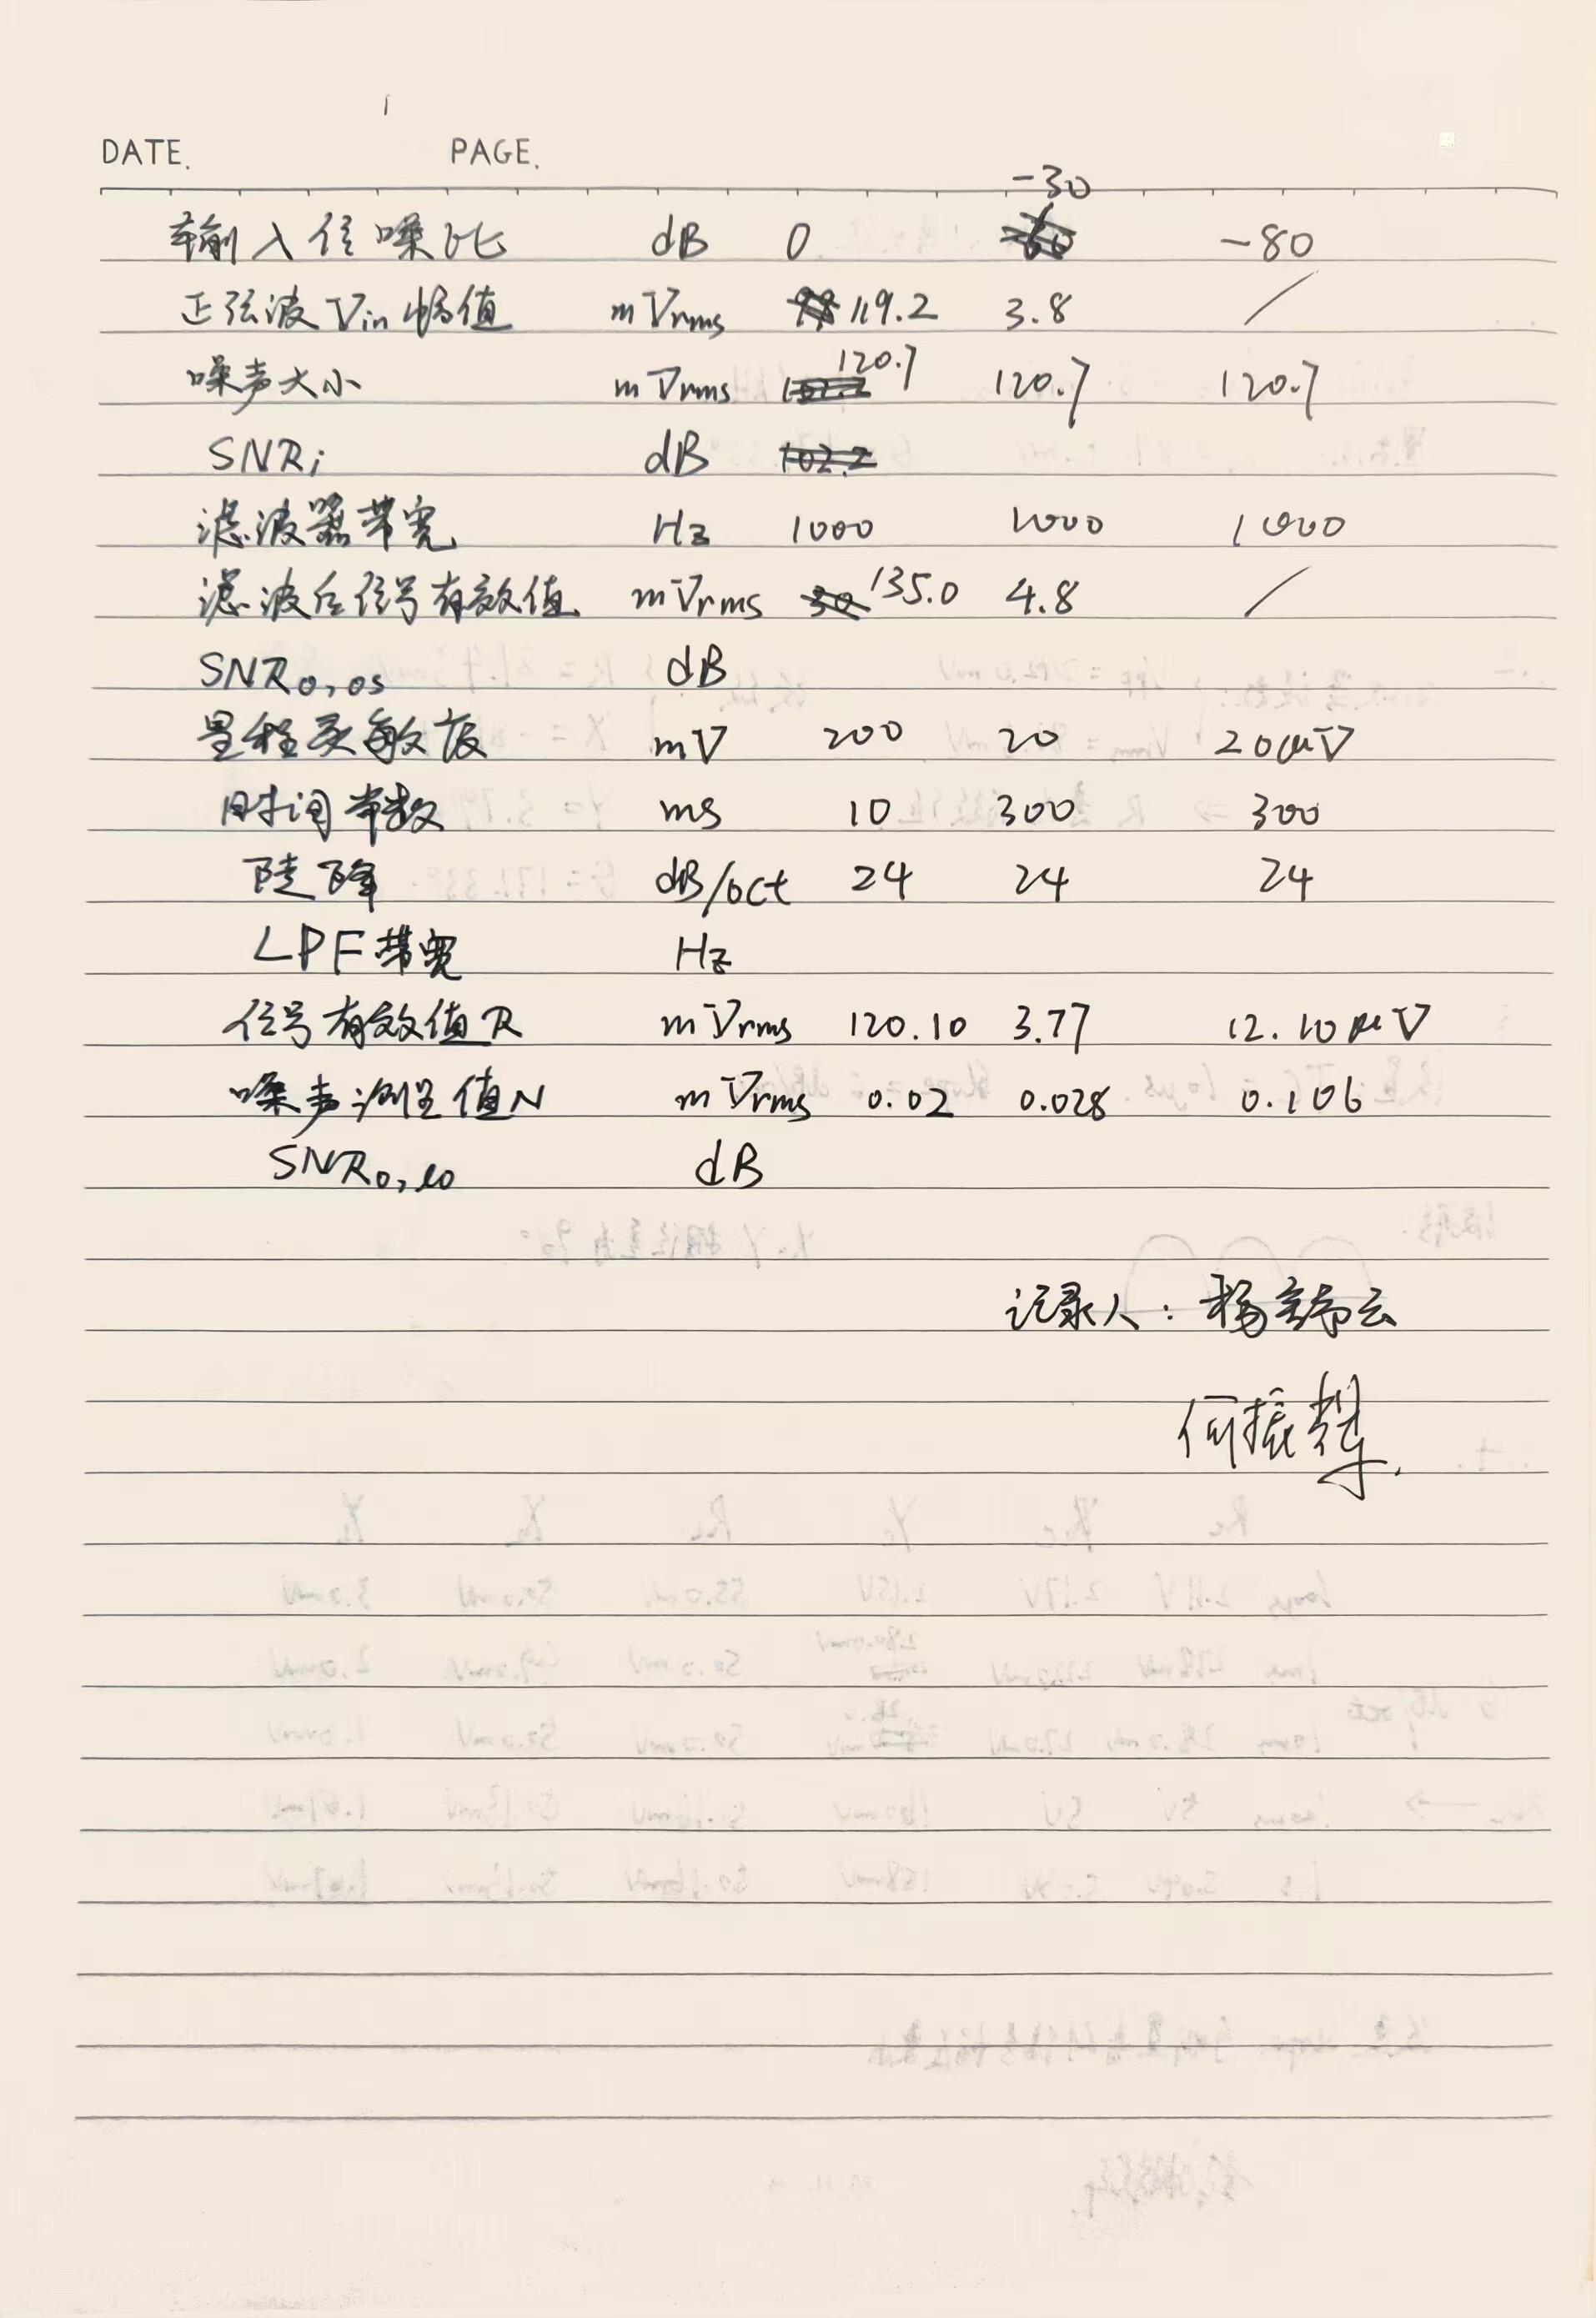 DATE. PAGE.
-30
输入信噪比 dB 0 -80
正弦波Vin幅值 mVrms 119.2 3.8 /
噪声大小 mVrms 120.7 120.7 120.7
SNRi dB 102.2
滤波器带宽 Hz 1000 1000 1000
滤波后信号有效值 mVrms 30 135.0 4.8 /
SNRo,os dB
量程灵敏度 mV 200 20 20μV
时间常数 ms 10 300 300
陡降 dB/oct 24 24 24
LPF带宽 Hz
信号有效值R mVrms 120.10 3.77 12.10μV
噪声测量值N mVrms 0.02 0.028 0.106
SNRo,lo dB
记录人：杨
何振